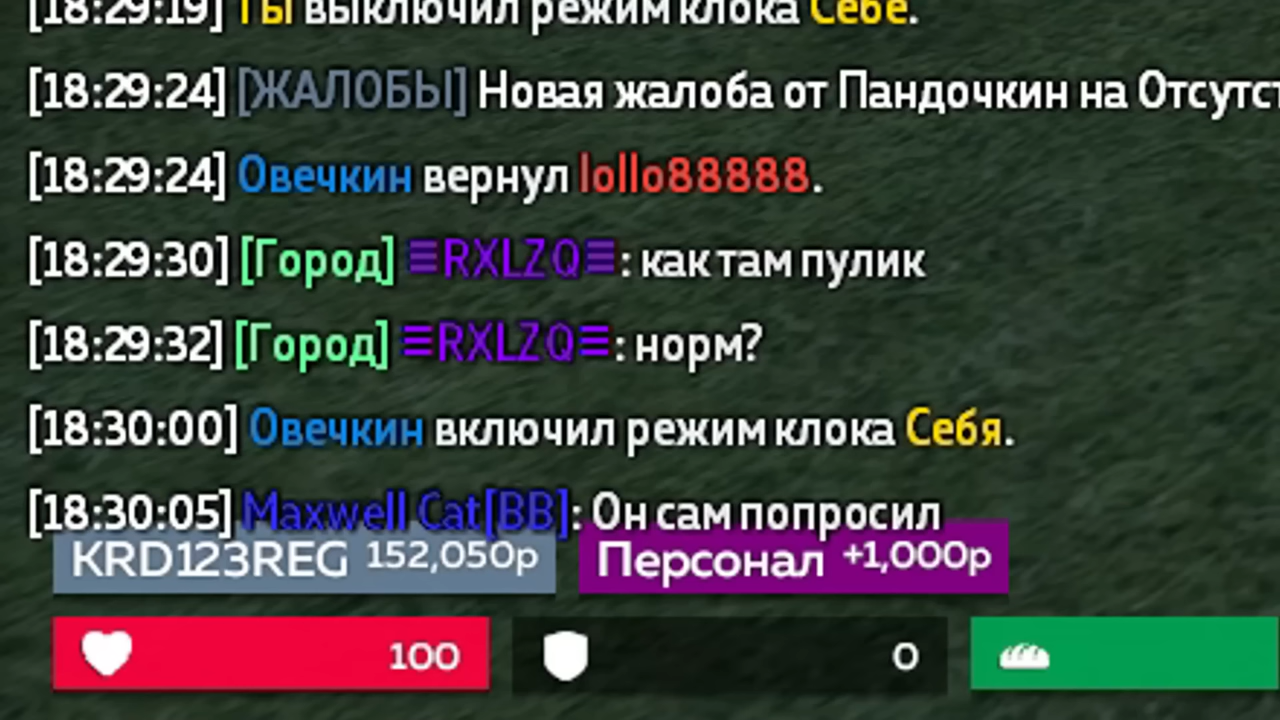 [18:29:19] Ты выключил режим клока Себе.
[18:29:24] [ЖАЛОБЫ] Новая жалоба от Пандочкин на
[18:29:24] Овечкин вернул lollo88888.
[18:29:30] [Город] ≡RXLZQ≡: как там пулик
[18:29:32] [Город] ≡RXLZQ≡: норм?
[18:30:00] Овечкин включил режим клока Себя.
[18:30:05] Maxwell Cat[BB]: Он сам попросил
KRD123REG 152,050р Персонал +1,000р
100 0